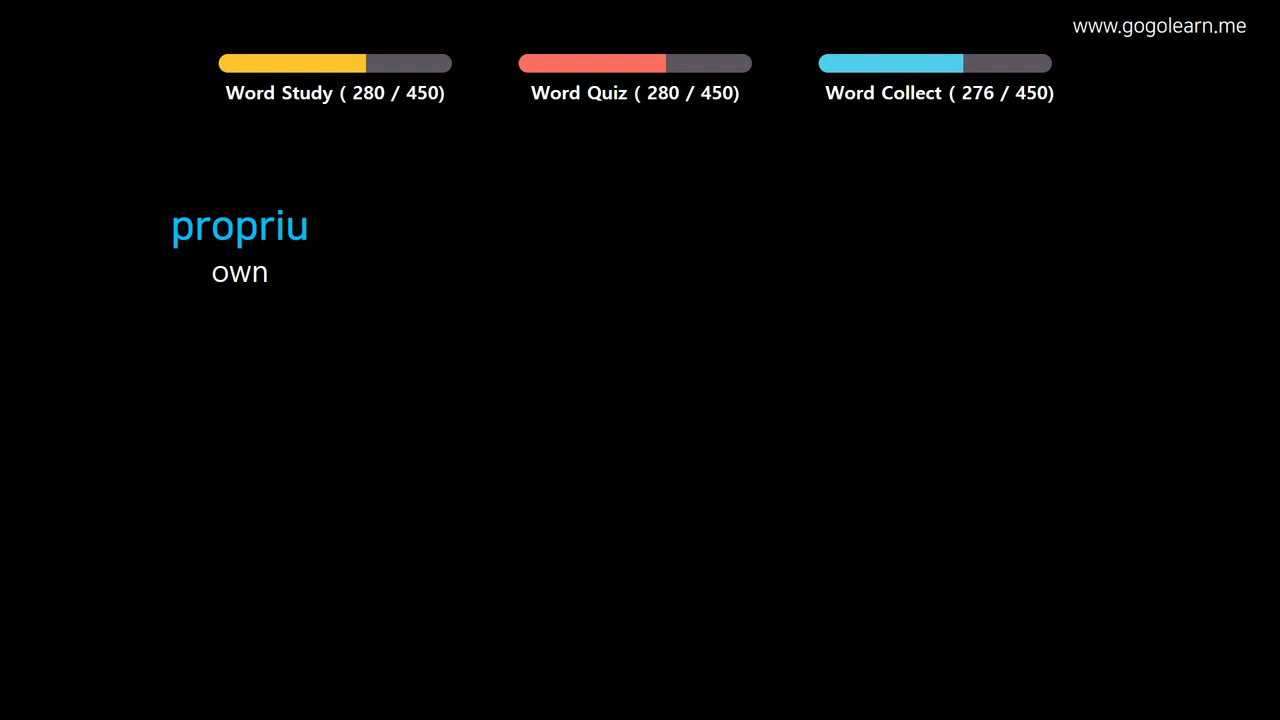 www.gogolearn.me
Word Study ( 280 / 450)
Word Quiz ( 280 / 450)
Word Collect ( 276 / 450)
propriu
own